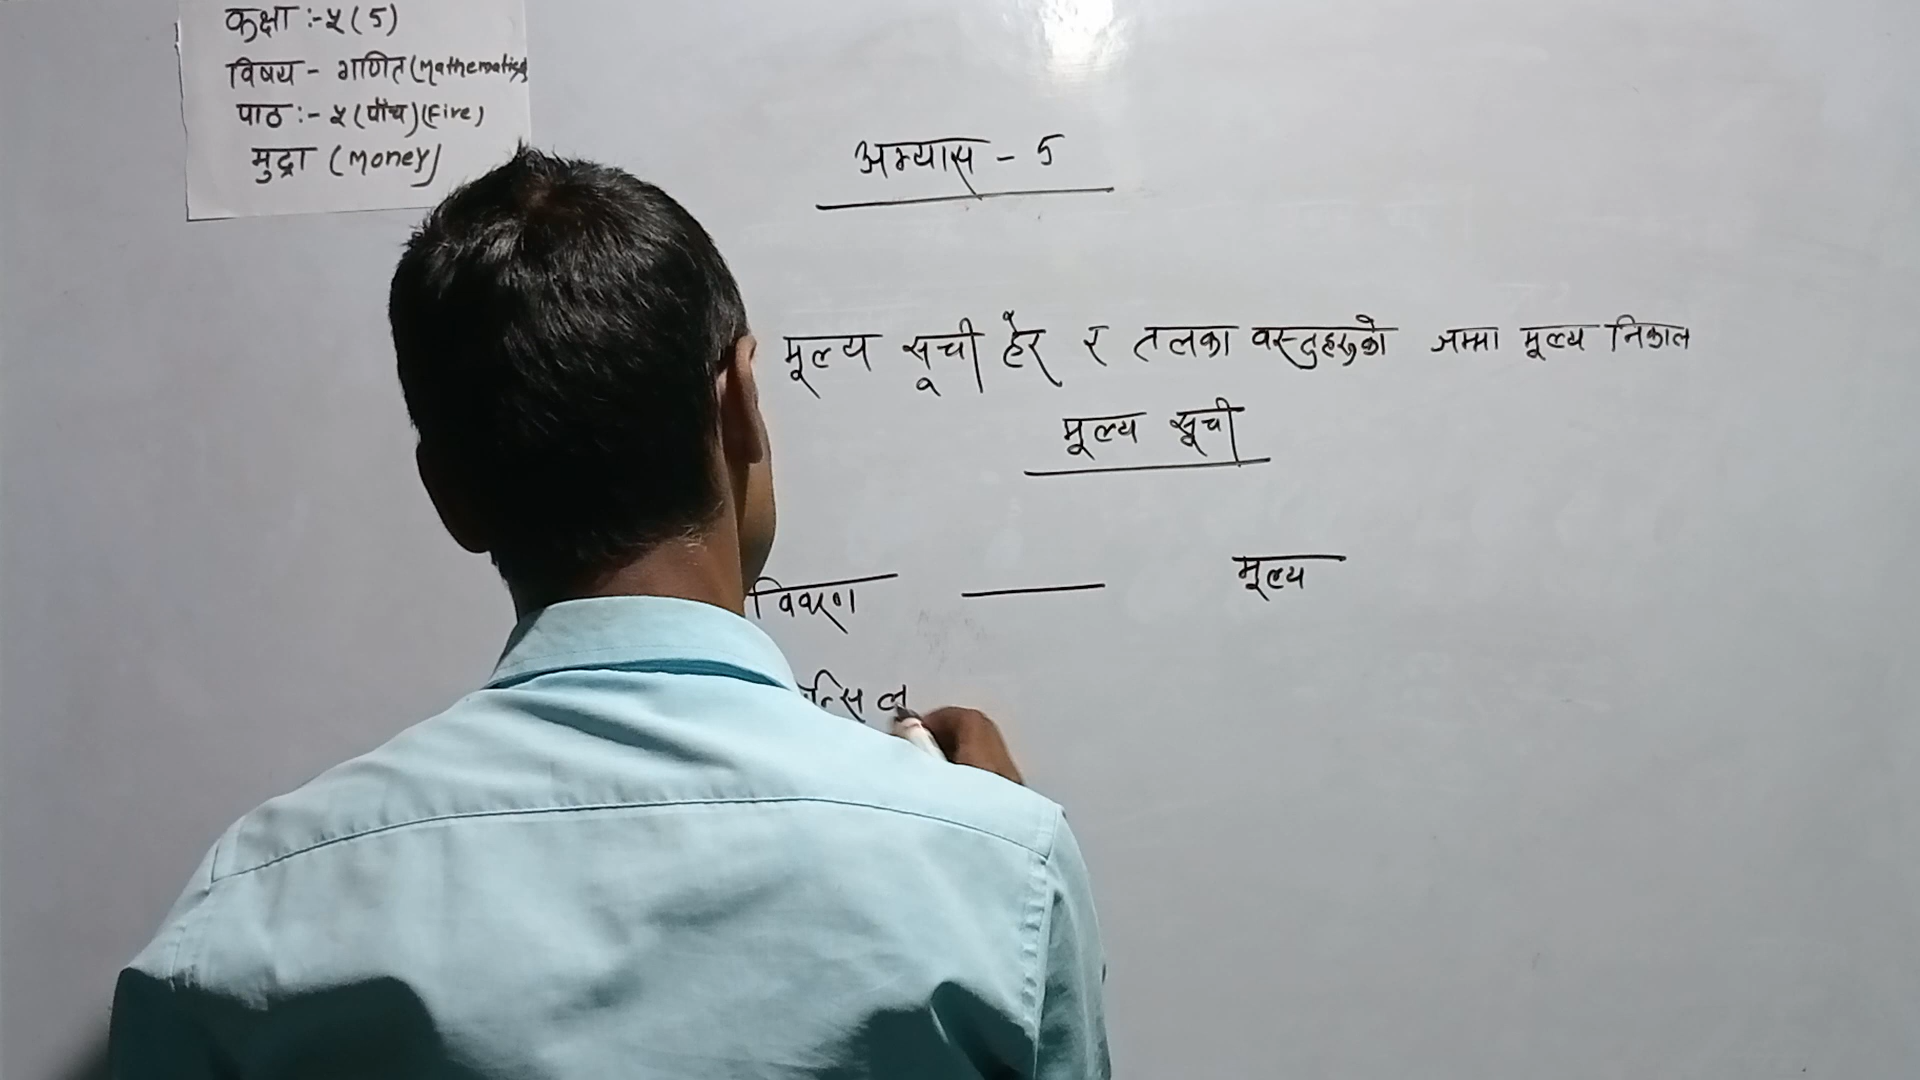 कक्षा :- ५ (5)
विषय - गणित (Mathematics)
पाठ :- ५ (पाँच) (Five)
मुद्रा (Money)
अभ्यास - 5
मूल्य सूची हेर र तलका वस्तुहरुको जम्मा मूल्य निकाल
मूल्य सूची
विवरण मूल्य